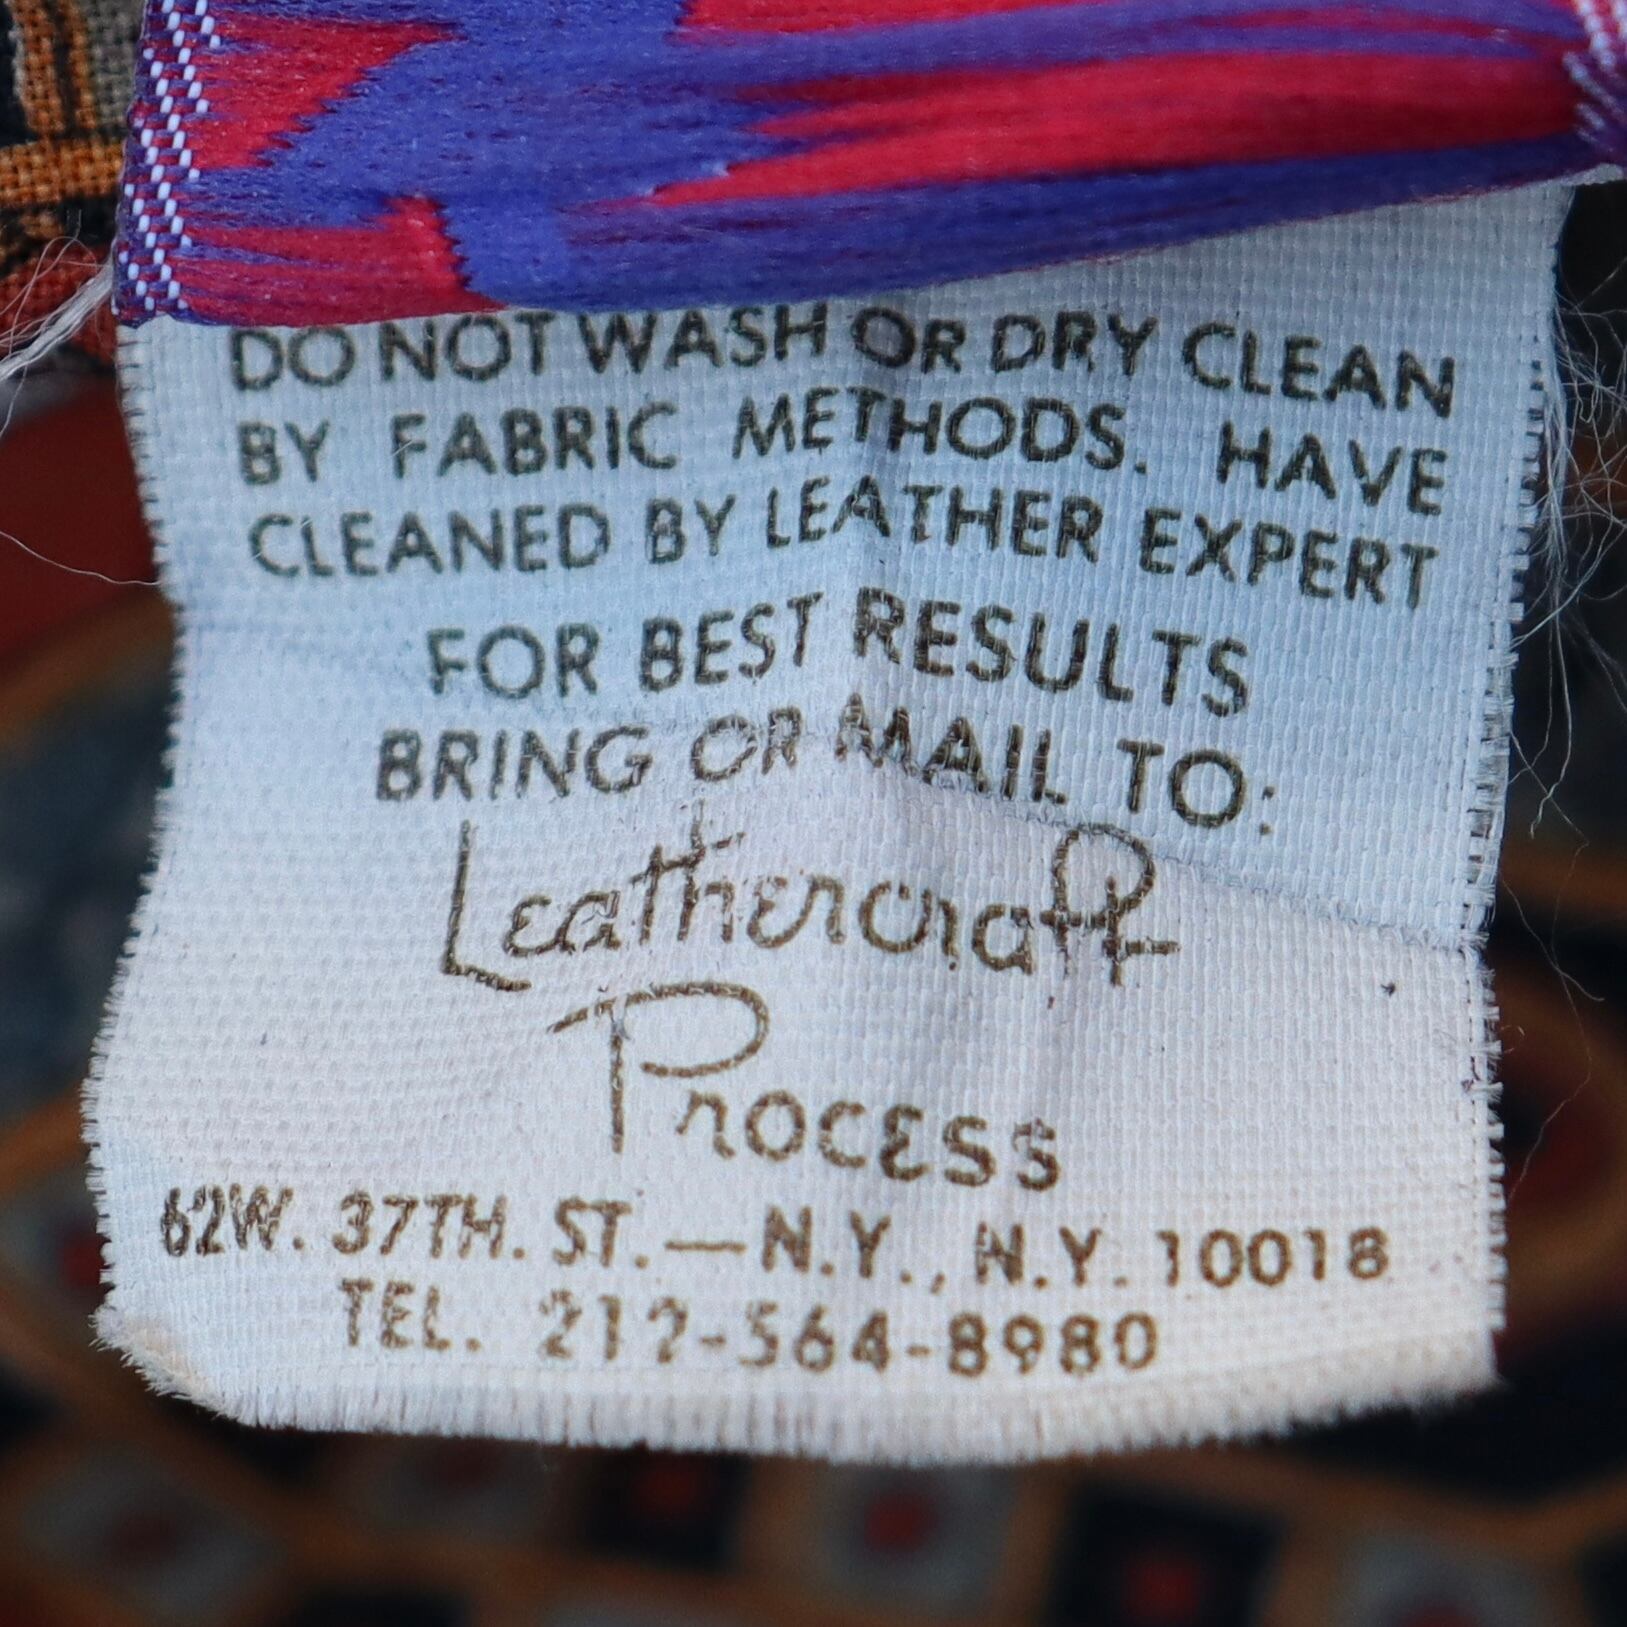 DO NOT WASH OR DRY CLEAN
BY FABRIC METHODS. HAVE
CLEANED BY LEATHER EXPERT
FOR BEST RESULTS
BRING OR MAIL TO:
Leathercraft
Process
62W. 37TH. ST.—N.Y., N.Y. 10018
TEL. 212-564-8980